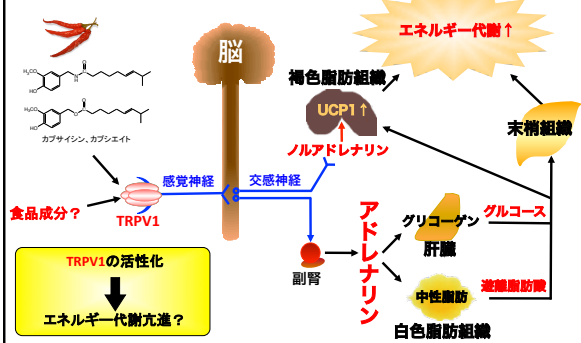 エネルギー代謝↑
脳
褐色脂肪組織
UCP1↑
ノルアドレナリン
H₃CO
HO
N
H
O
H₃CO
HO
O
O
カプサイシン、カプシエイト
末梢組織
感覚神経
交感神経
食品成分？
TRPV1
アドレナリン
グリコーゲン
グルコース
肝臓
副腎
TRPV1の活性化
エネルギー代謝亢進？
中性脂肪
遊離脂肪酸
白色脂肪組織